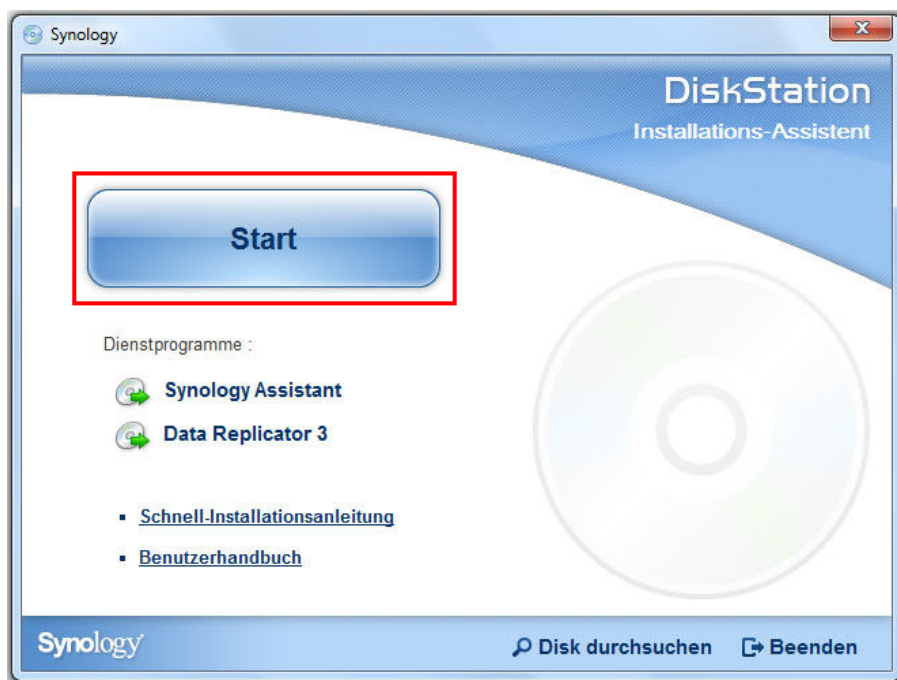 Synology
DiskStation
Installations-Assistent
Start
Dienstprogramme :
Synology Assistant
Data Replicator 3
Schnell-Installationsanleitung
Benutzerhandbuch
Synology
Disk durchsuchen
Beenden